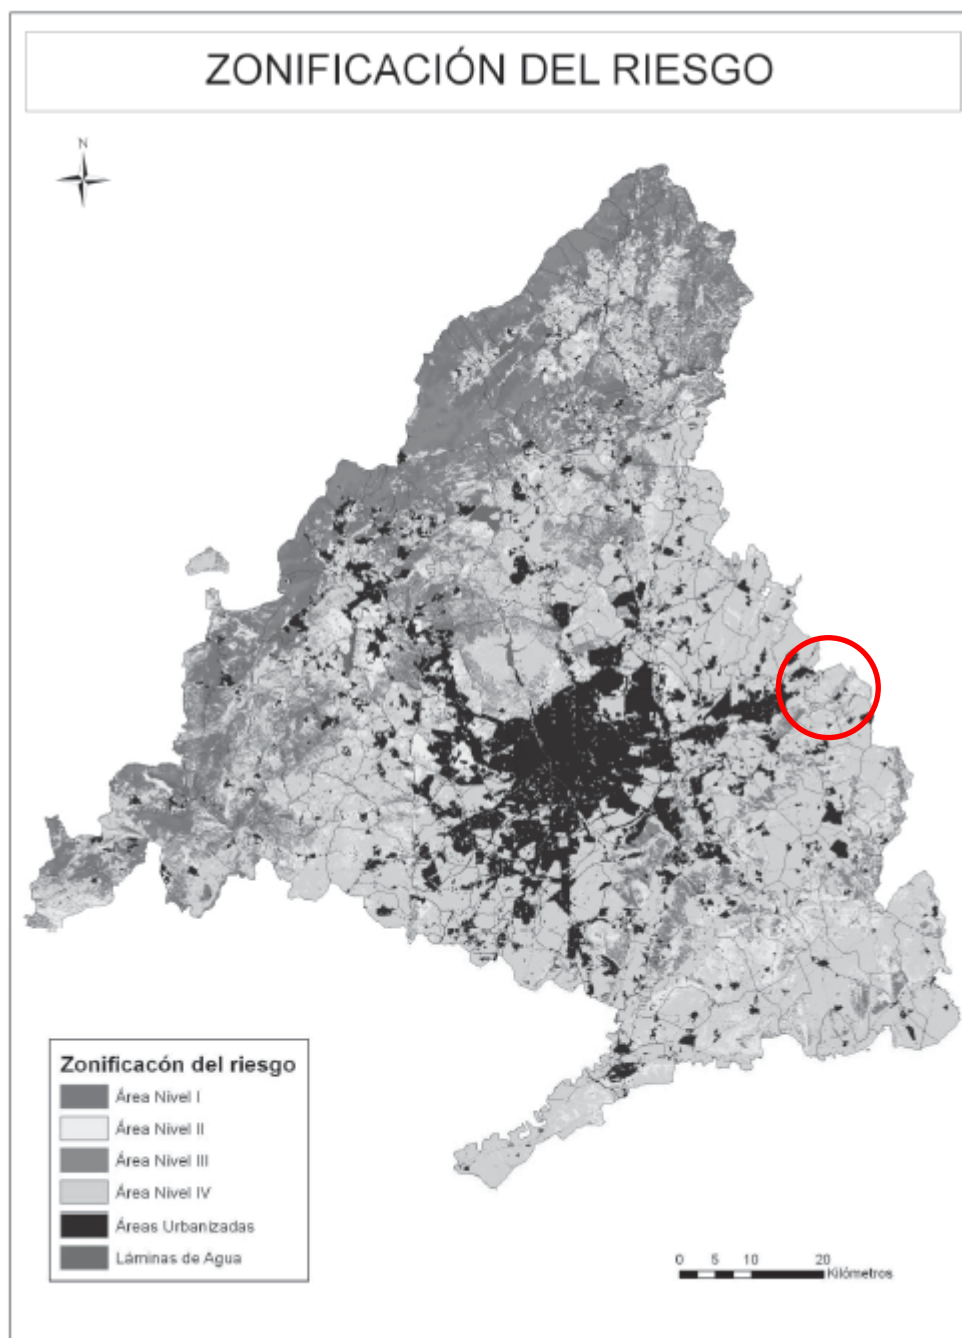 ZONIFICACIÓN DEL RIESGO
N
Zonificacón del riesgo
Área Nivel I
Área Nivel II
Área Nivel III
Área Nivel IV
Áreas Urbanizadas
Láminas de Agua
0 5 10 20
Kilómetros